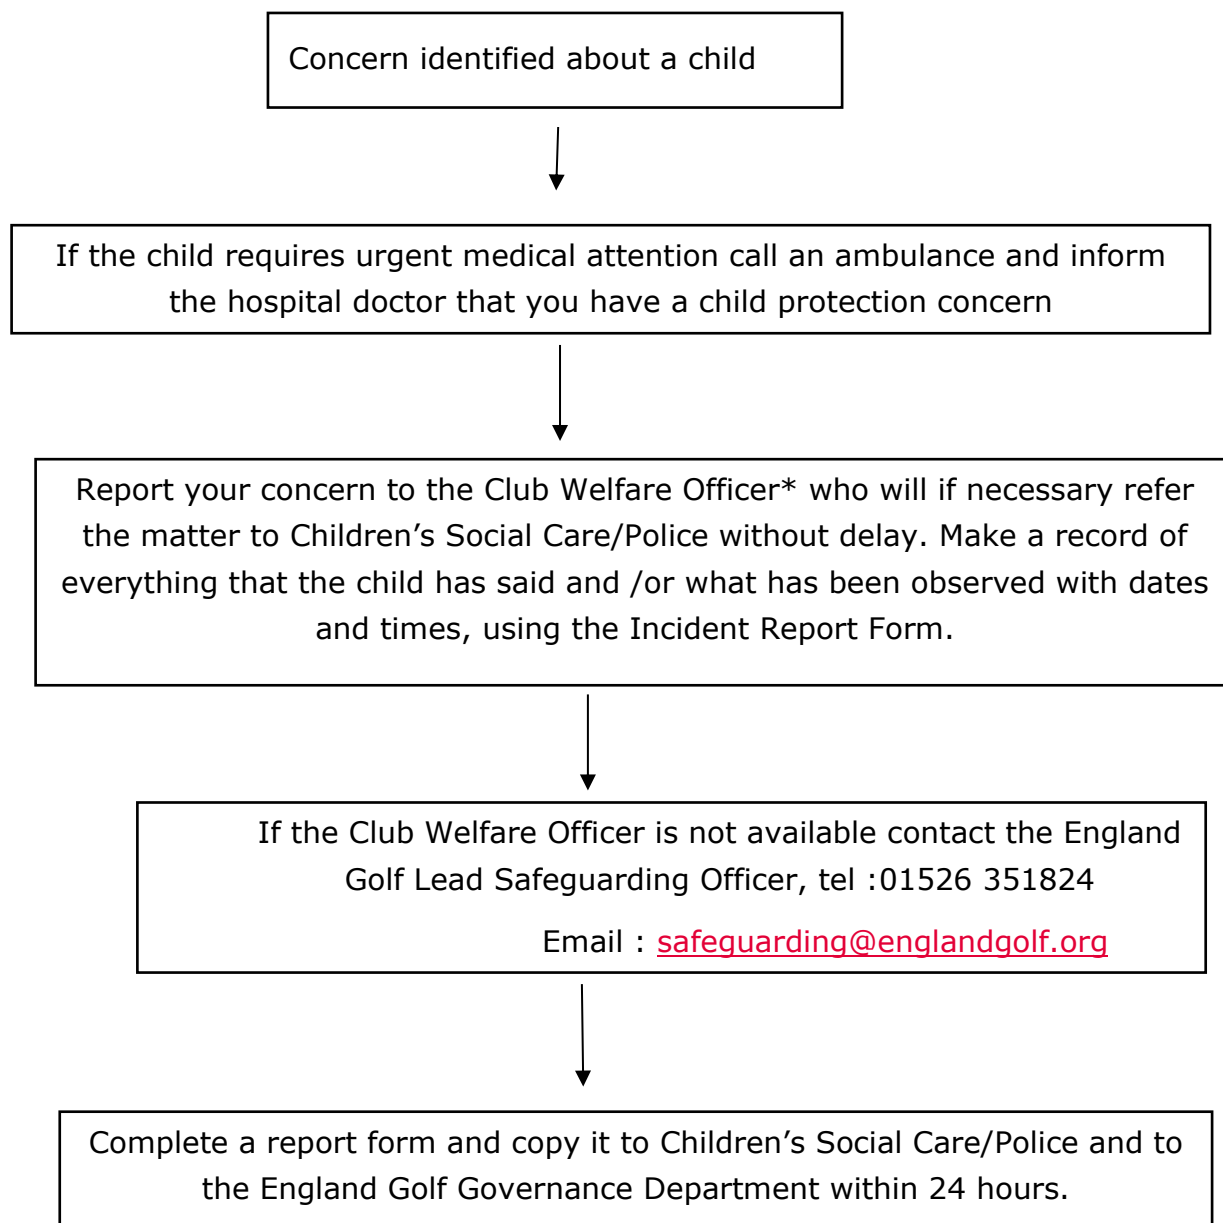 Concern identified about a child
If the child requires urgent medical attention call an ambulance and inform
the hospital doctor that you have a child protection concern
Report your concern to the Club Welfare Officer* who will if necessary refer
the matter to Children’s Social Care/Police without delay. Make a record of
everything that the child has said and /or what has been observed with dates
and times, using the Incident Report Form.
If the Club Welfare Officer is not available contact the England
Golf Lead Safeguarding Officer, tel :01526 351824
Email : safeguarding@englandgolf.org
Complete a report form and copy it to Children’s Social Care/Police and to
the England Golf Governance Department within 24 hours.